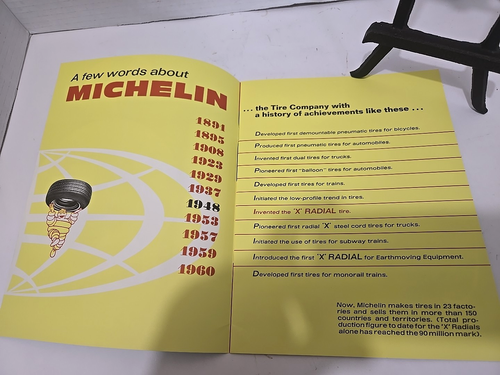 A few words about
MICHELIN
1891
1895
1908
1923
1929
1937
1948
1953
1957
1959
1960
... the Tire Company with
a history of achievements like these ...
Developed first demountable pneumatic tires for bicycles.
Produced first pneumatic tires for automobiles.
Invented first dual tires for trucks.
Pioneered first "balloon" tires for automobiles.
Developed first tires for trains.
Initiated the low-profile trend in tires.
Invented the 'X' RADIAL tire.
Pioneered first radial 'X' steel cord tires for trucks.
Initiated the use of tires for subway trains.
Introduced the first 'X' RADIAL for Earthmoving Equipment.
Developed first tires for monorail trains.
Now, Michelin makes tires in 23 facto-
ries and sells them in more than 150
countries and territories. (Total pro-
duction figure to date for the 'X' Radials
alone has reached the 90 million mark).